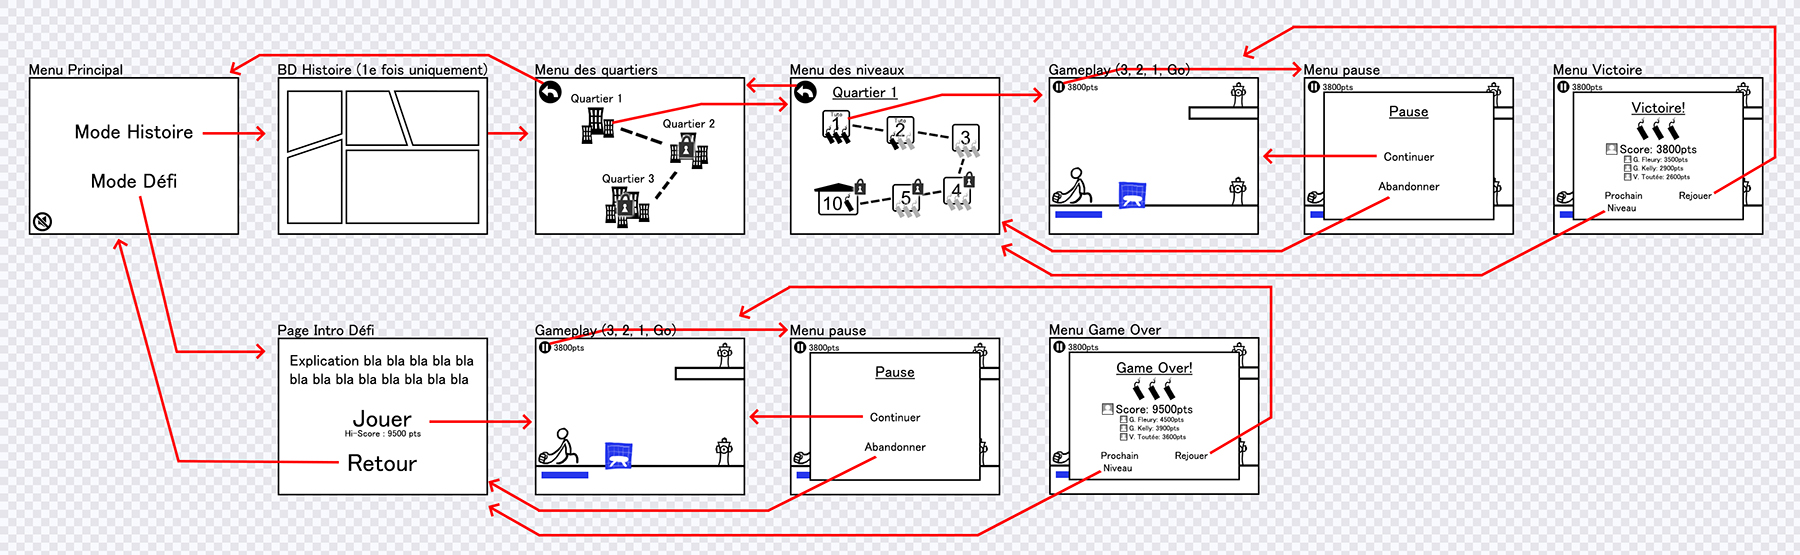 Menu Principal
Mode Histoire
Mode Défi
BD Histoire (1e fois uniquement)
Menu des quartiers
Quartier 1
Quartier 2
Quartier 3
Menu des niveaux
Quartier 1
Tuto
1
Tuto
2
3
4
5
10
Gameplay (3, 2, 1, Go)
3800pts
Menu pause
3800pts
Pause
Continuer
Abandonner
Menu Victoire
3800pts
Victoire!
Score: 3800pts
G. Fleury: 3500pts
G. Kelly: 2900pts
V. Toutée: 2600pts
Prochain
Niveau
Rejouer
Page Intro Défi
Explication bla bla bla bla bla
bla bla bla bla bla bla bla bla
Jouer
Hi-Score : 9500 pts
Retour
Gameplay (3, 2, 1, Go)
3800pts
Menu pause
3800pts
Pause
Continuer
Abandonner
Menu Game Over
3800pts
Game Over!
Score: 9500pts
G. Fleury: 4500pts
G. Kelly: 3900pts
V. Toutée: 3600pts
Prochain
Niveau
Rejouer